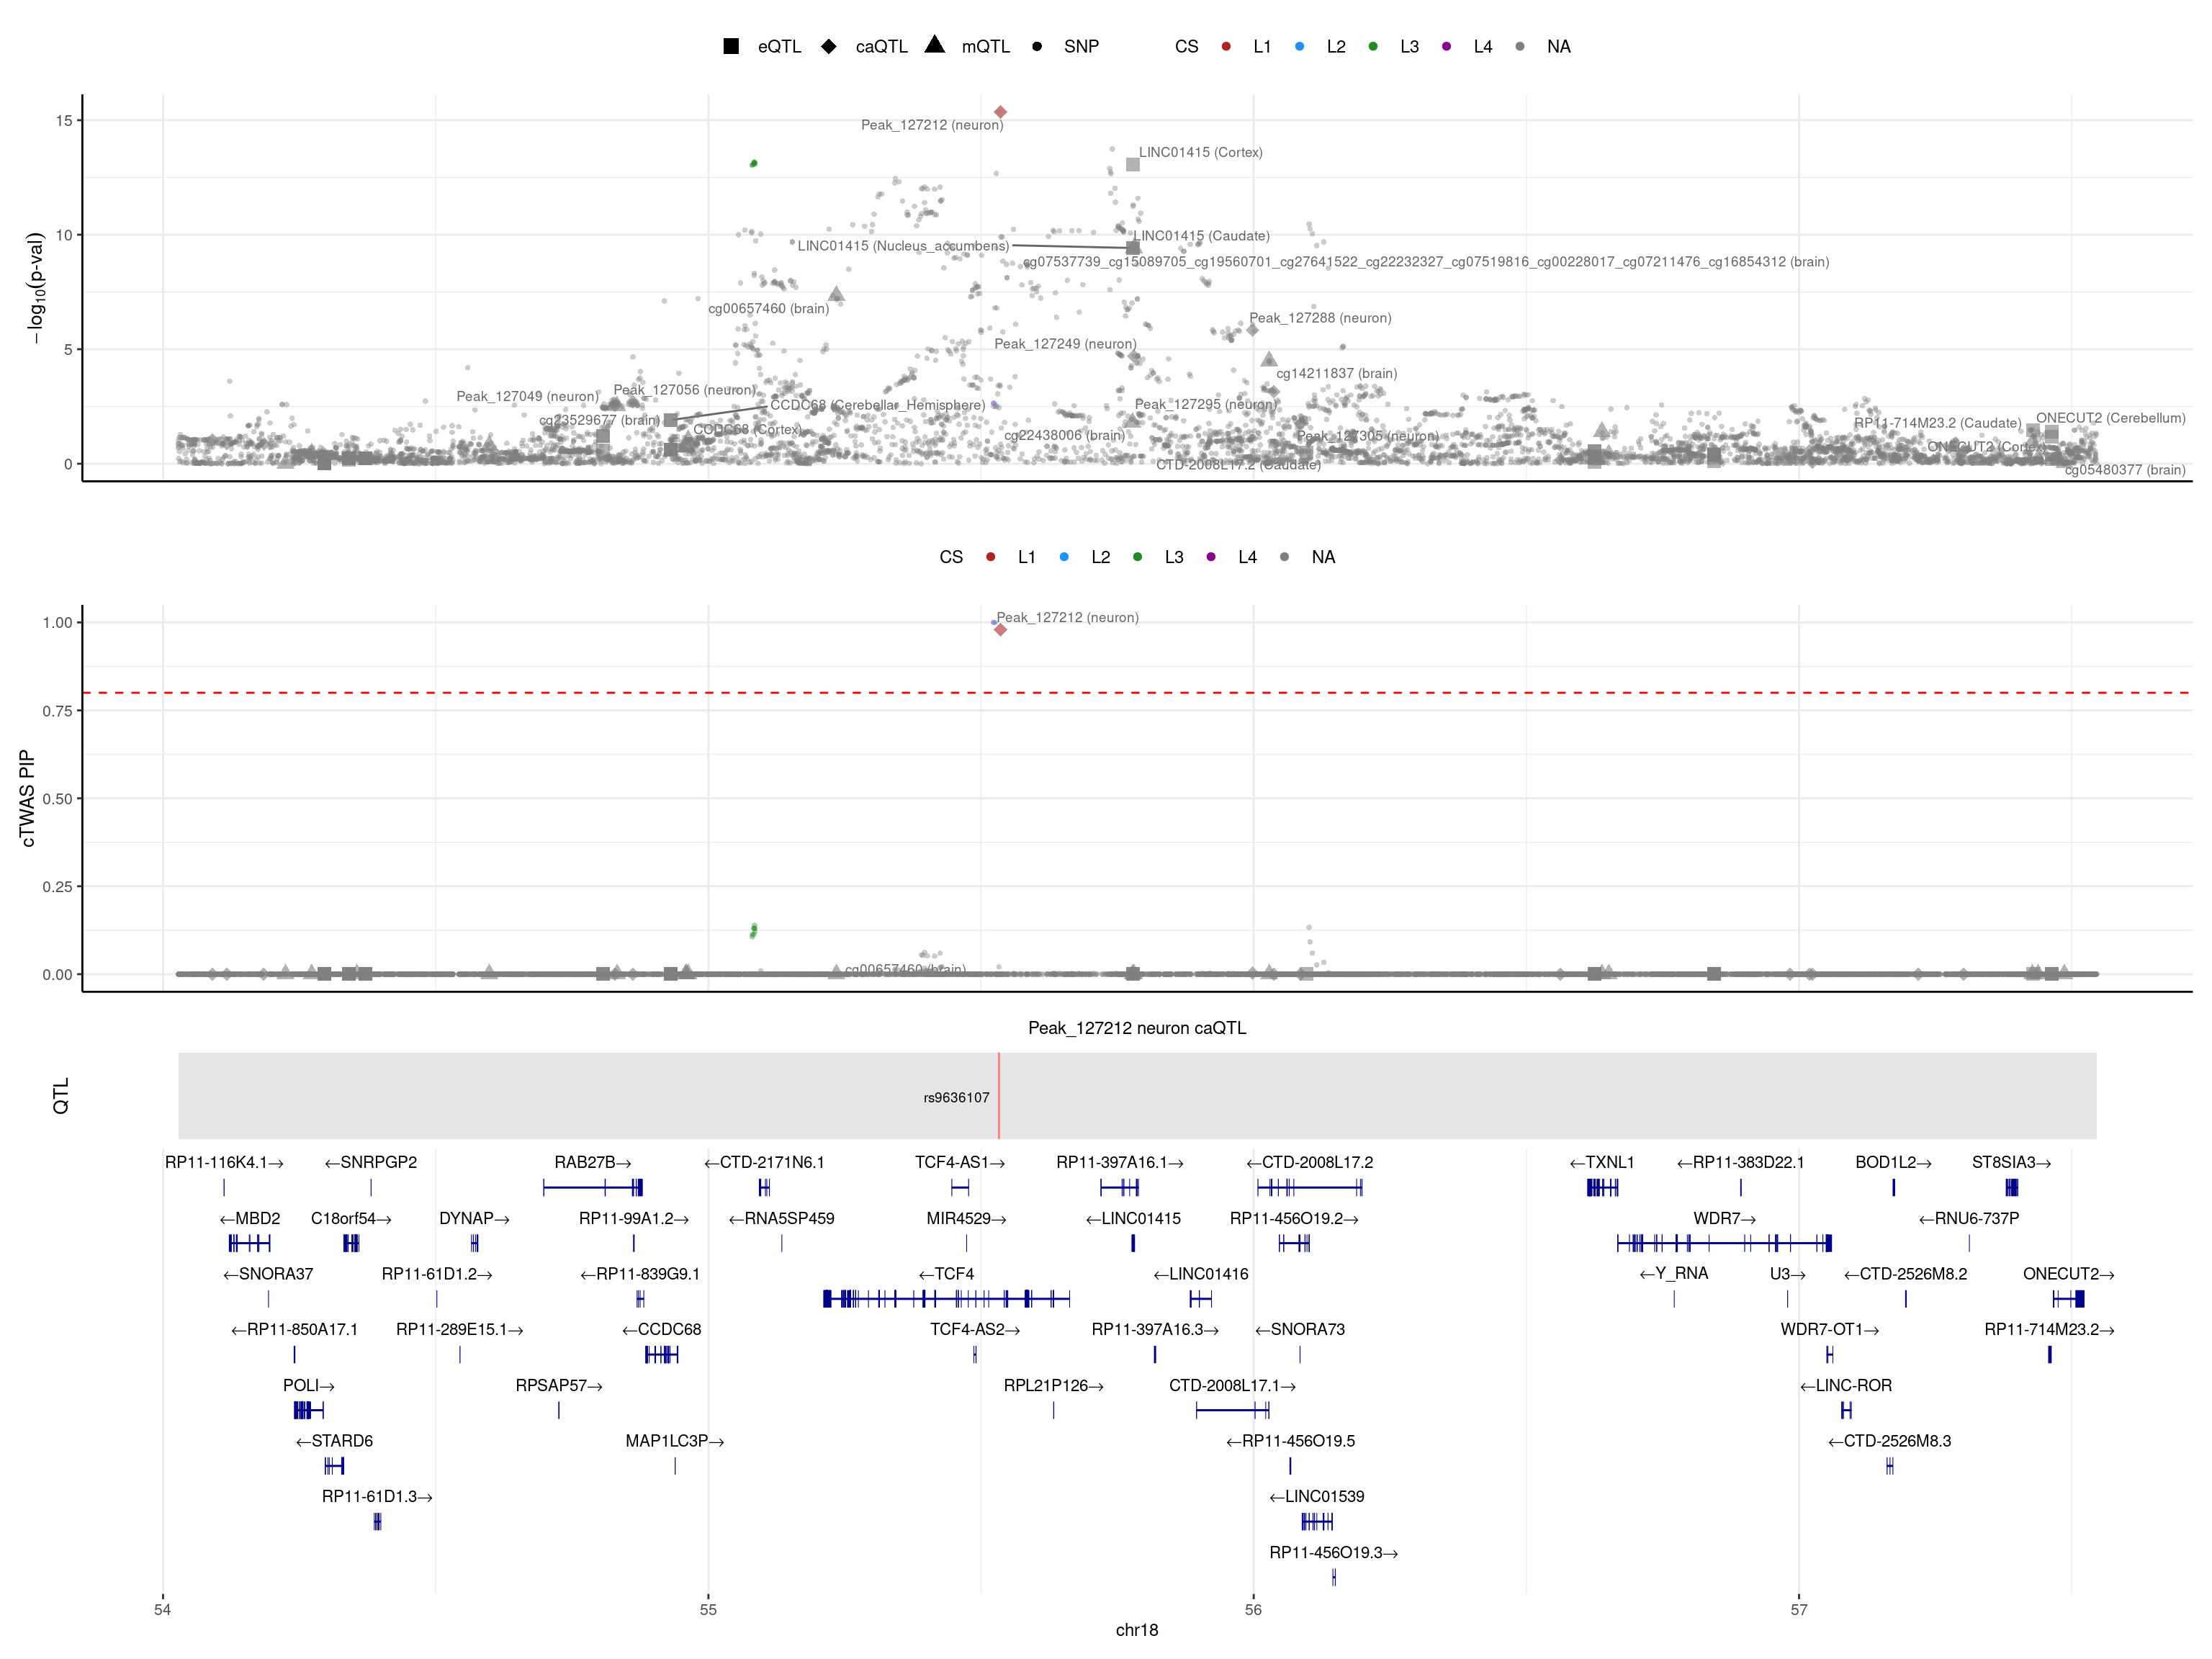 eQTL caQTL mQTL SNP CS L1 L2 L3 L4 NA
15
Peak_127212 (neuron)
LINC01415 (Cortex)
10
LINC01415 (Caudate)
LINC01415 (Nucleus_accumbens)
cg07537739_cg15089705_cg19560701_cg27641522_cg22232327_cg07519816_cg00228017_cg07211476_cg16854312 (brain)
cg00657460 (brain)
Peak_127288 (neuron)
5
Peak_127249 (neuron)
cg14211837 (brain)
Peak_127049 (neuron)
Peak_127056 (neuron)
CCDC68 (Cerebellar_Hemisphere)
Peak_127295 (neuron)
cg23529677 (brain)
CCDC68 (Cortex)
cg22438006 (brain)
Peak_127305 (neuron)
RP11-714M23.2 (Caudate)
ONECUT2 (Cerebellum)
ONECUT2 (Cortex)
0
CTD-2008L17.2 (Caudate)
cg05480377 (brain)
−log10(p-val)
CS L1 L2 L3 L4 NA
1.00
Peak_127212 (neuron)
0.75
0.50
0.25
0.00
cg00657460 (brain)
cTWAS PIP
Peak_127212 neuron caQTL
QTL
rs9636107
RP11-116K4.1→ ←SNRPGP2 RAB27B→ ←CTD-2171N6.1 TCF4-AS1→ RP11-397A16.1→ ←CTD-2008L17.2 ←TXNL1 ←RP11-383D22.1 BOD1L2→ ST8SIA3→
←MBD2 C18orf54→ DYNAP→ RP11-99A1.2→ ←RNA5SP459 MIR4529→ ←LINC01415 RP11-456O19.2→ WDR7→ ←RNU6-737P
←SNORA37 RP11-61D1.2→ ←RP11-839G9.1 ←TCF4 ←LINC01416 ←Y_RNA U3→ ←CTD-2526M8.2 ONECUT2→
←RP11-850A17.1 RP11-289E15.1→ ←CCDC68 TCF4-AS2→ RP11-397A16.3→ ←SNORA73 WDR7-OT1→ RP11-714M23.2→
POLI→ RPSAP57→ RPL21P126→ CTD-2008L17.1→ ←LINC-ROR
←STARD6 MAP1LC3P→ ←RP11-456O19.5 ←CTD-2526M8.3
RP11-61D1.3→ ←LINC01539
RP11-456O19.3→
54 55 56 57
chr18